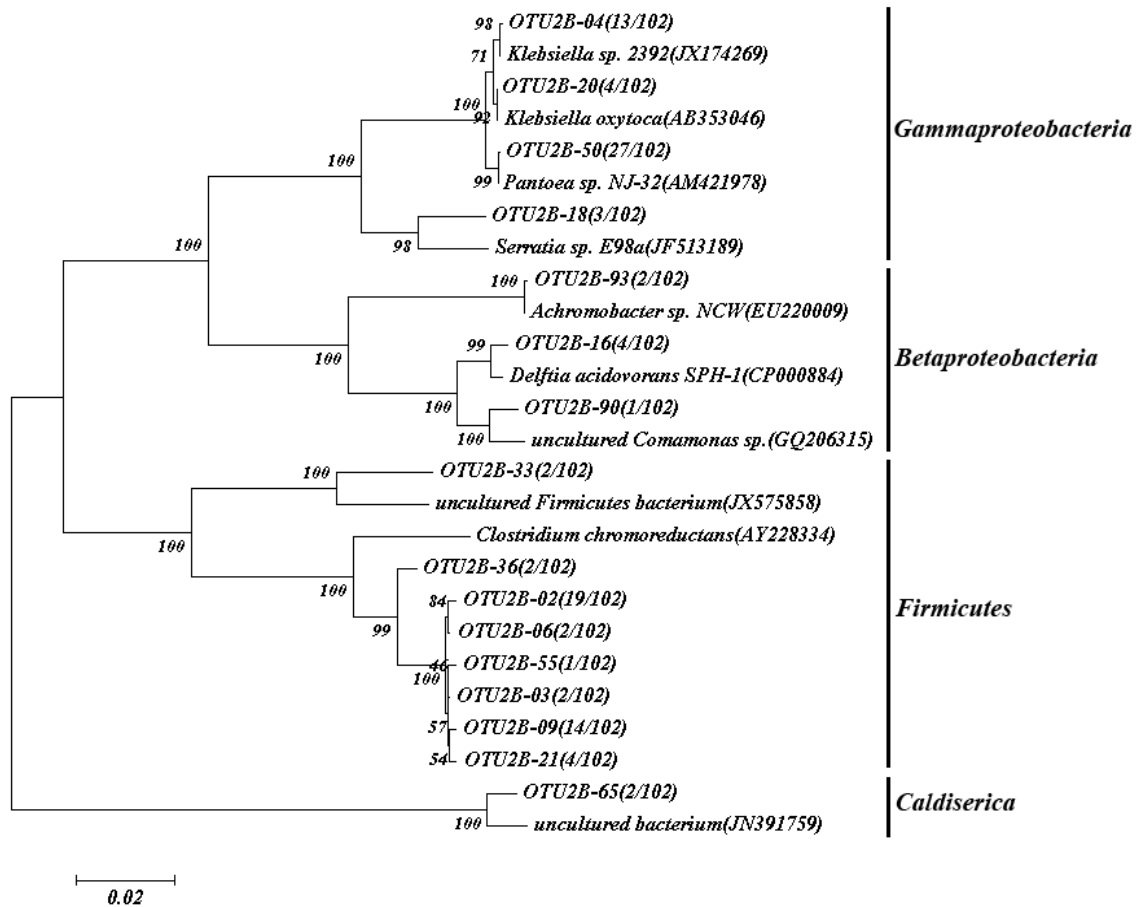 98
OTU2B-04(13/102)
71
Klebsiella sp. 2392(JX174269)
OTU2B-20(4/102)
100
92
Klebsiella oxytoca(AB353046)
Gammaproteobacteria
OTU2B-50(27/102)
100
99
Pantoea sp. NJ-32(AM421978)
OTU2B-18(3/102)
100
98
Serratia sp. E98a(JF513189)
100
OTU2B-93(2/102)
Achromobacter sp. NCW(EU220009)
99
OTU2B-16(4/102)
100
Betaproteobacteria
Delftia acidovorans SPH-1(CP000884)
100
OTU2B-90(1/102)
100
uncultured Comamonas sp.(GQ206315)
100
OTU2B-33(2/102)
uncultured Firmicutes bacterium(JX575858)
Clostridium chromoreductans(AY228334)
100
OTU2B-36(2/102)
100
84
OTU2B-02(19/102)
Firmicutes
99
OTU2B-06(2/102)
46
OTU2B-55(1/102)
100
OTU2B-03(2/102)
57
OTU2B-09(14/102)
54
OTU2B-21(4/102)
OTU2B-65(2/102)
Caldiserica
100
uncultured bacterium(JN391759)
0.02